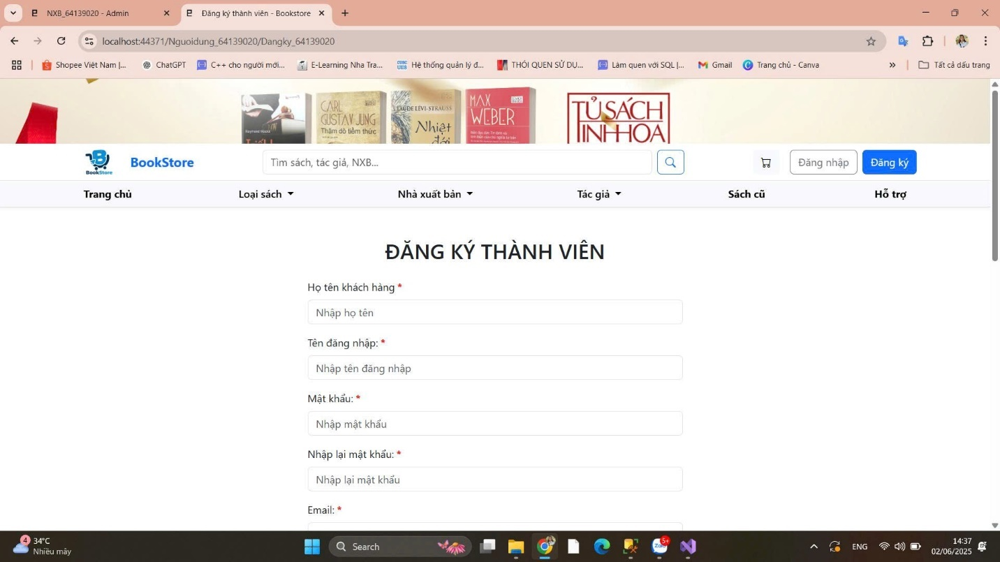 NXB_64139020 - Admin
Đăng ký thành viên - Bookstore
localhost:44371/Nguoidung_64139020/Dangky_64139020
Shopee Việt Nam |...
ChatGPT
C++ cho người mới...
E-Learning Nha Tra...
Hệ thống quản lý đ...
THÓI QUEN SỬ DỤ...
Làm quen với SQL |...
Gmail
Trang chủ - Canva
Tất cả dấu trang
CARL
GUSTAV JUNG
Thăm dò tiềm thức
CLAUDE LÉVI-STRAUSS
Nhiệt
đới
MAX
WEBER
TỦ SÁCH
TINH HOA
BookStore
BookStore
Tìm sách, tác giả, NXB...
Đăng nhập
Đăng ký
Trang chủ
Loại sách
Nhà xuất bản
Tác giả
Sách cũ
Hỗ trợ
ĐĂNG KÝ THÀNH VIÊN
Họ tên khách hàng *
Nhập họ tên
Tên đăng nhập: *
Nhập tên đăng nhập
Mật khẩu: *
Nhập mật khẩu
Nhập lại mật khẩu: *
Nhập lại mật khẩu
Email: *
4
34°C
Nhiều mây
Search
Zalo
5+
ENG
14:37
02/06/2025